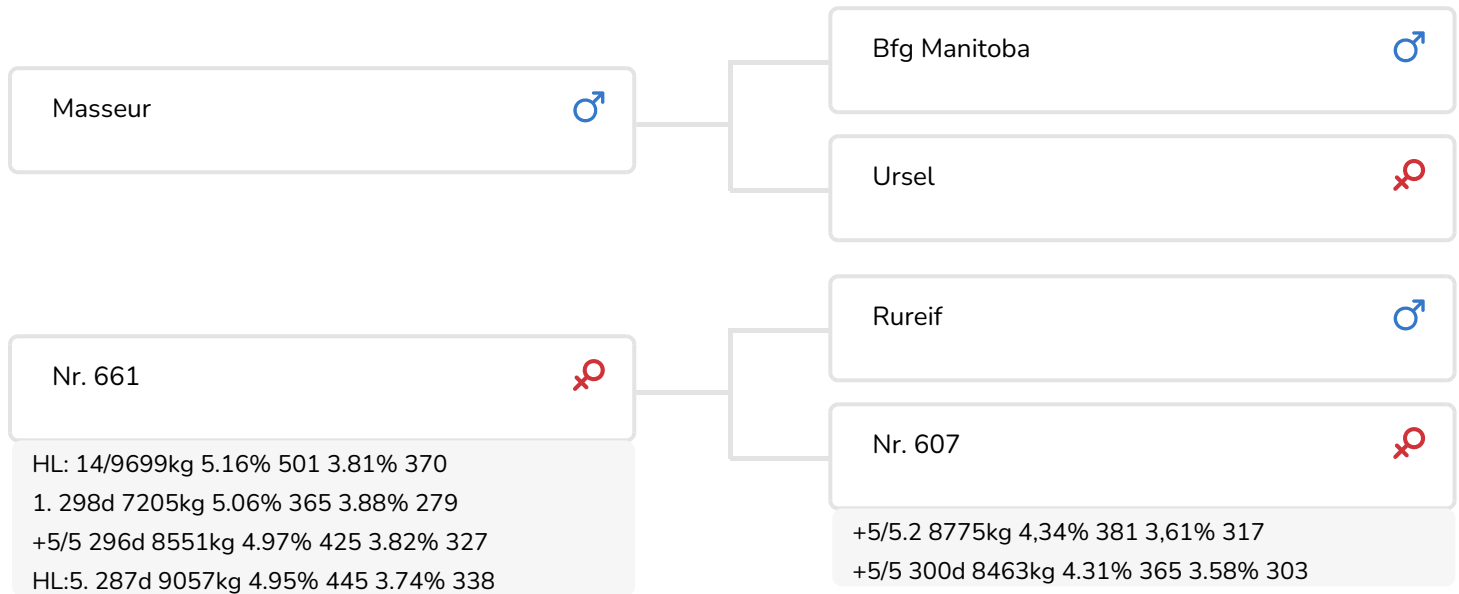 Masseur
Bfg Manitoba
Ursel
Nr. 661
HL: 14/9699kg 5.16% 501 3.81% 370
1. 298d 7205kg 5.06% 365 3.88% 279
+5/5 296d 8551kg 4.97% 425 3.82% 327
HL:5. 287d 9057kg 4.95% 445 3.74% 338
Rureif
Nr. 607
+5/5.2 8775kg 4,34% 381 3,61% 317
+5/5 300d 8463kg 4.31% 365 3.58% 303